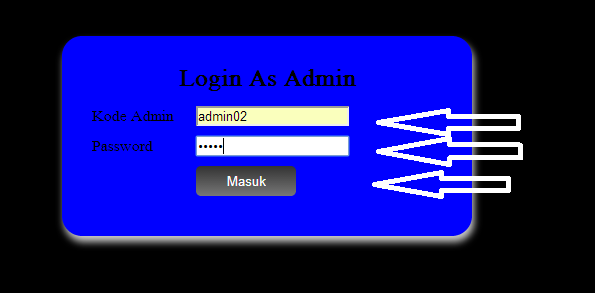 Login As Admin
Kode Admin admin02
Password •••••
Masuk